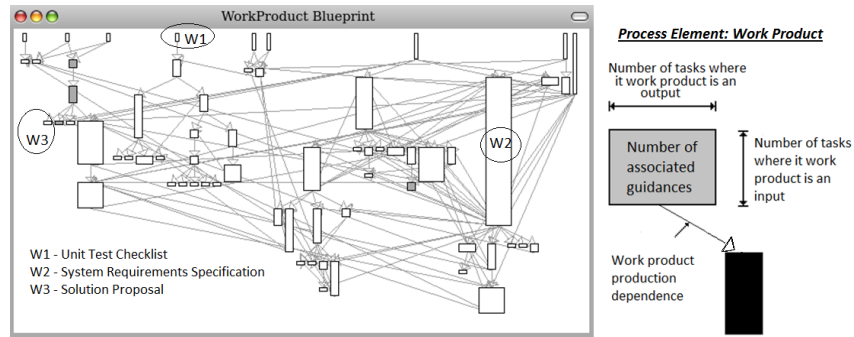 WorkProduct Blueprint
W1
W3
W2
W1 - Unit Test Checklist
W2 - System Requirements Specification
W3 - Solution Proposal
Process Element: Work Product
Number of tasks where
it work product is an
output
Number of
associated
guidances
Number of tasks
where it work
product is an
input
Work product
production
dependence